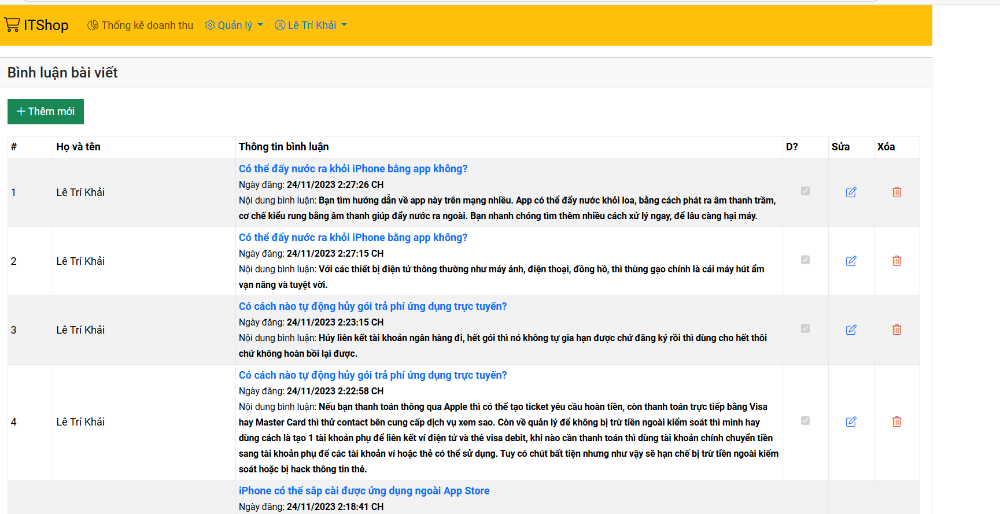 ITShop Thống kê doanh thu Quản lý Lê Trí Khải
Bình luận bài viết
Thêm mới
# Họ và tên Thông tin bình luận D? Sửa Xóa
Có thể đẩy nước ra khỏi iPhone bằng app không?
Ngày đăng: 24/11/2023 2:27:26 CH
1 Lê Trí Khải
Nội dung bình luận: Bạn tìm hướng dẫn về app này trên mạng nhiều. App có thể đẩy nước khỏi loa, bằng cách phát ra âm thanh trầm,
cơ chế kiểu rung bằng âm thanh giúp đẩy nước ra ngoài. Bạn nhanh chóng tìm thêm nhiều cách xử lý ngay, để lâu càng hại máy.
Có thể đẩy nước ra khỏi iPhone bằng app không?
Ngày đăng: 24/11/2023 2:27:15 CH
2 Lê Trí Khải
Nội dung bình luận: Với các thiết bị điện tử thông thường như máy ảnh, điện thoại, đồng hồ, thì thùng gạo chính là cái máy hút ẩm
vạn năng và tuyệt vời.
Có cách nào tự động hủy gói trả phí ứng dụng trực tuyến?
Ngày đăng: 24/11/2023 2:23:15 CH
3 Lê Trí Khải
Nội dung bình luận: Hủy liên kết tài khoản ngân hàng đi, hết gói thì nó không tự gia hạn được chứ đăng ký rồi thì dùng cho hết thôi
chứ không hoàn bồi lại được.
Có cách nào tự động hủy gói trả phí ứng dụng trực tuyến?
Ngày đăng: 24/11/2023 2:22:58 CH
Nội dung bình luận: Nếu bạn thanh toán thông qua Apple thì có thể tạo ticket yêu cầu hoàn tiền, còn thanh toán trực tiếp bằng Visa
4 Lê Trí Khải
hay Master Card thì thử contact bên cung cấp dịch vụ xem sao. Còn về quản lý để không bị trừ tiền ngoài kiểm soát thì mình hay
dùng cách là tạo 1 tài khoản phụ để liên kết ví điện tử và thẻ visa debit, khi nào cần thanh toán thì dùng tài khoản chính chuyển tiền
sang tài khoản phụ để các tài khoản ví hoặc thẻ có thể sử dụng. Tuy có chút bất tiện nhưng như vậy sẽ hạn chế bị trừ tiền ngoài kiểm
soát hoặc bị hack thông tin thẻ.
iPhone có thể sắp cài được ứng dụng ngoài App Store
Ngày đăng: 24/11/2023 2:18:41 CH